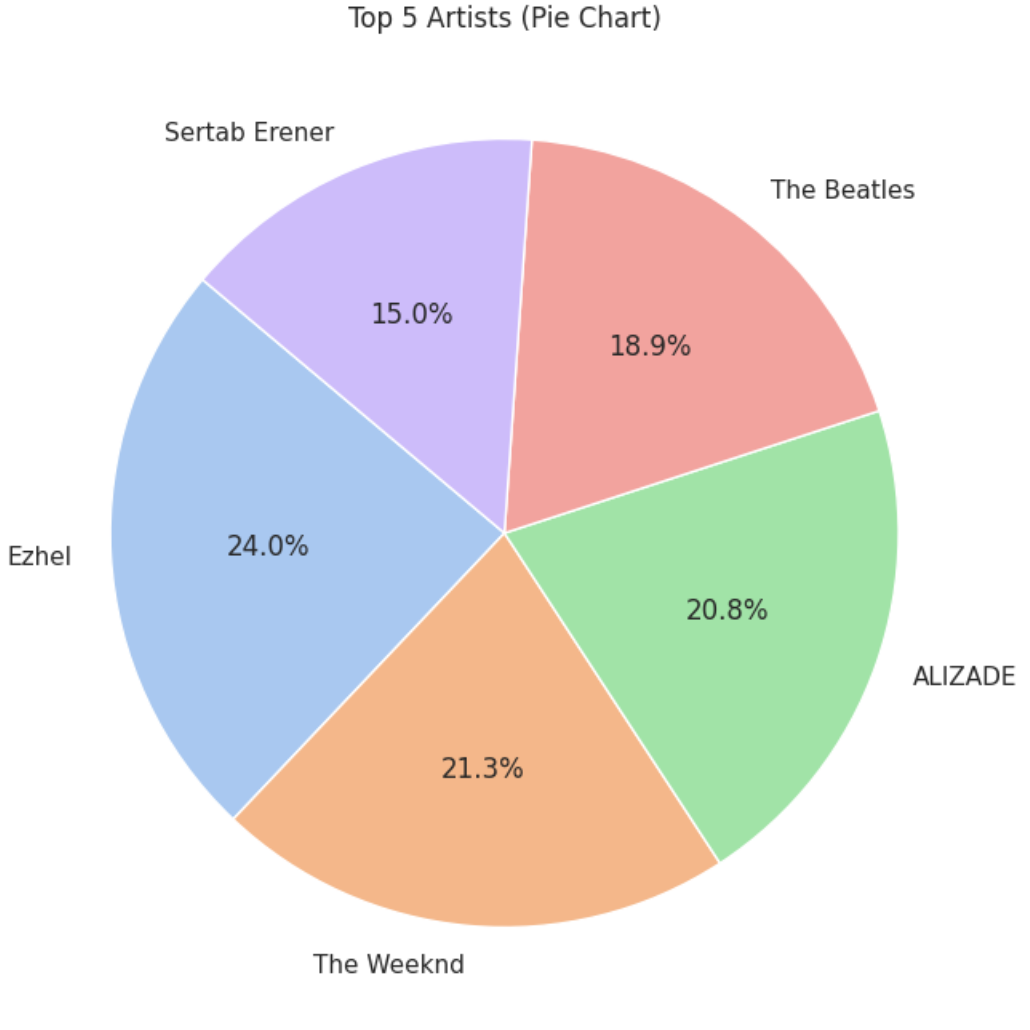 Top 5 Artists (Pie Chart)
Sertab Erener
The Beatles
15.0%
18.9%
24.0%
Ezhel
20.8%
ALIZADE
21.3%
The Weeknd